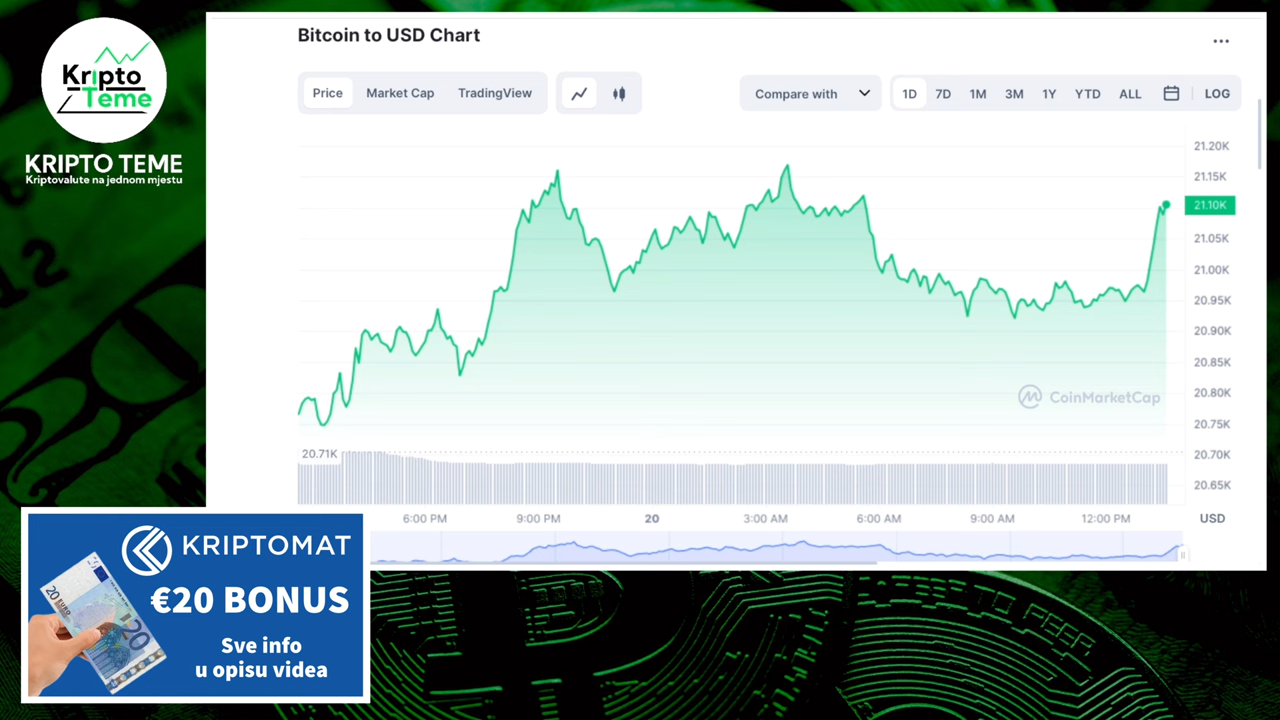 Kripto
Teme
KRIPTO TEME
Kriptovalute na jednom mjestu
Bitcoin to USD Chart
Price Market Cap TradingView
Compare with
1D 7D 1M 3M 1Y YTD ALL LOG
21.20K
21.15K
21.10K
21.05K
21.00K
20.95K
20.90K
20.85K
20.80K
20.75K
20.70K
20.65K
CoinMarketCap
20.71K
6:00 PM 9:00 PM 20 3:00 AM 6:00 AM 9:00 AM 12:00 PM USD
KRIPTOMAT
€20 BONUS
Sve info
u opisu videa
20 EURO
20